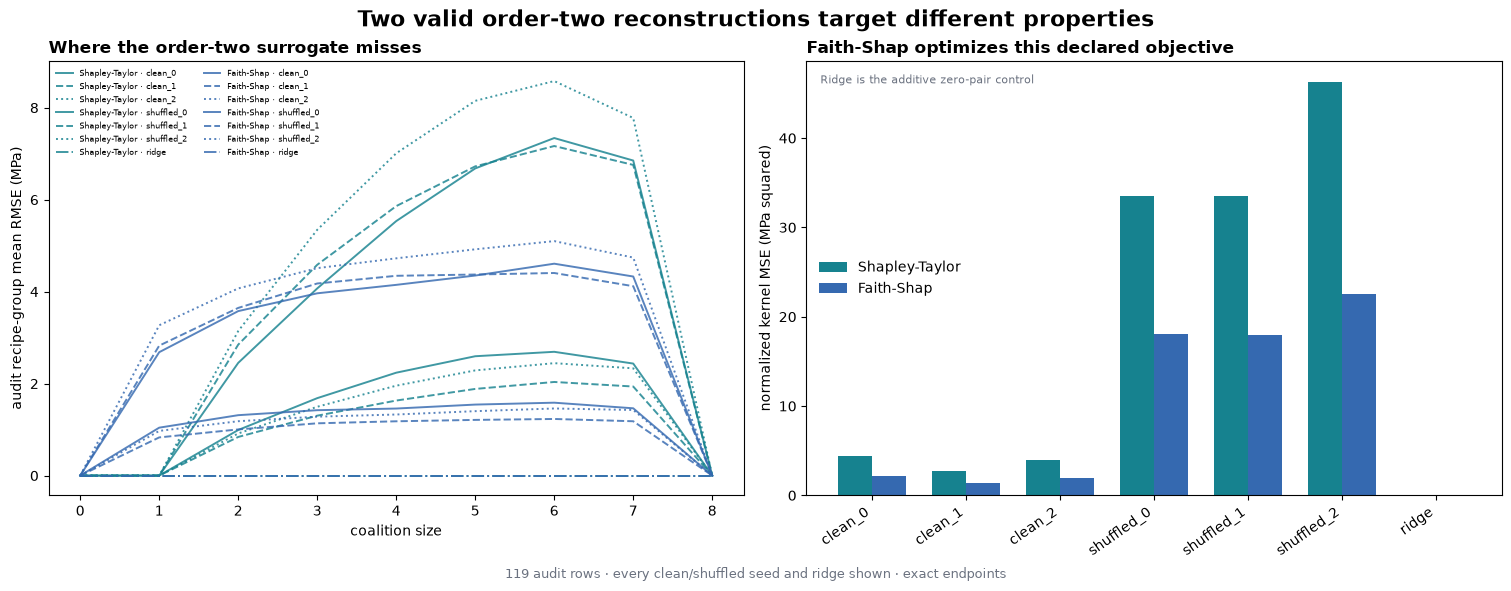 Two valid order-two reconstructions target different properties
Where the order-two surrogate misses
Shapley-Taylor · clean_0
Shapley-Taylor · clean_1
Shapley-Taylor · clean_2
Shapley-Taylor · shuffled_0
Shapley-Taylor · shuffled_1
Shapley-Taylor · shuffled_2
Shapley-Taylor · ridge
Faith-Shap · clean_0
Faith-Shap · clean_1
Faith-Shap · clean_2
Faith-Shap · shuffled_0
Faith-Shap · shuffled_1
Faith-Shap · shuffled_2
Faith-Shap · ridge
audit recipe-group mean RMSE (MPa)
8
6
4
2
0
0 1 2 3 4 5 6 7 8
coalition size
Faith-Shap optimizes this declared objective
Ridge is the additive zero-pair control
normalized kernel MSE (MPa squared)
40
30
20
10
0
Shapley-Taylor
Faith-Shap
clean_0
clean_1
clean_2
shuffled_0
shuffled_1
shuffled_2
ridge
119 audit rows · every clean/shuffled seed and ridge shown · exact endpoints